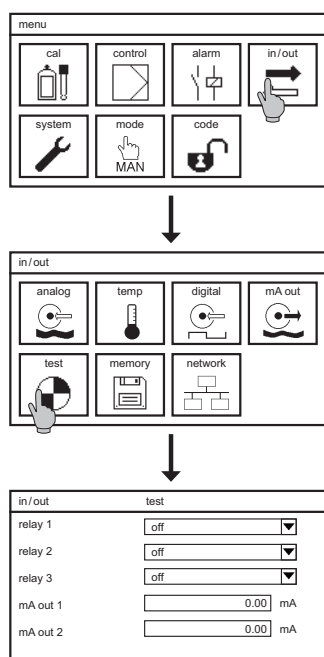 menu
cal control alarm in/out
system mode code
MAN
in/out
analog temp digital mA out
test memory network
in/out test
relay 1 off
relay 2 off
relay 3 off
mA out 1 0.00 mA
mA out 2 0.00 mA